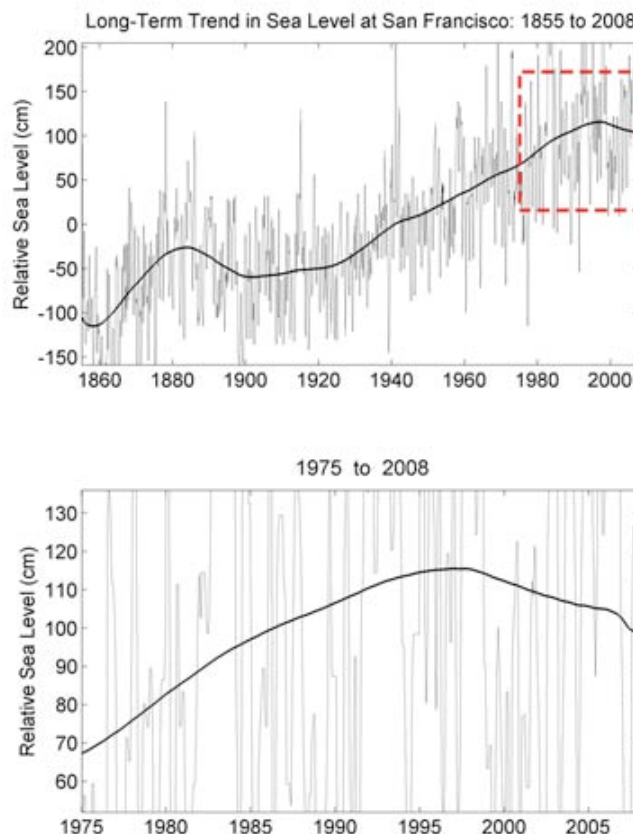 Long-Term Trend in Sea Level at San Francisco: 1855 to 2008
Relative Sea Level (cm)
200
150
100
50
0
-50
-100
-150
1860 1880 1900 1920 1940 1960 1980 2000
1975 to 2008
Relative Sea Level (cm)
130
120
110
100
90
80
70
60
1975 1980 1985 1990 1995 2000 2005